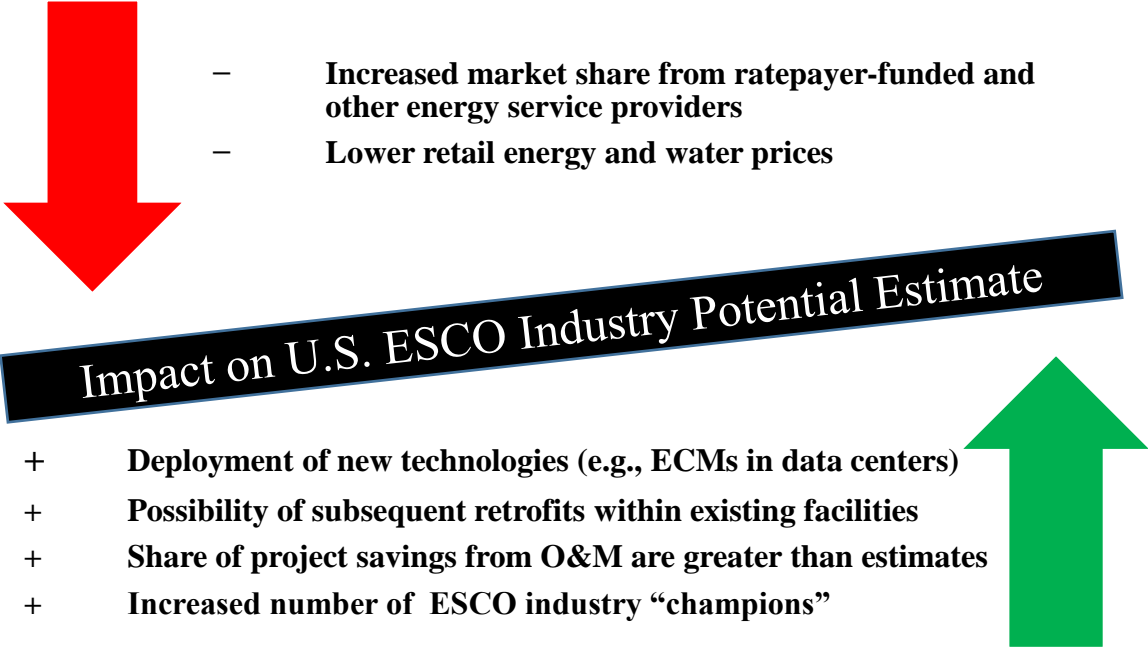 – Increased market share from ratepayer-funded and
other energy service providers
– Lower retail energy and water prices
Impact on U.S. ESCO Industry Potential Estimate
+ Deployment of new technologies (e.g., ECMs in data centers)
+ Possibility of subsequent retrofits within existing facilities
+ Share of project savings from O&M are greater than estimates
+ Increased number of ESCO industry “champions”